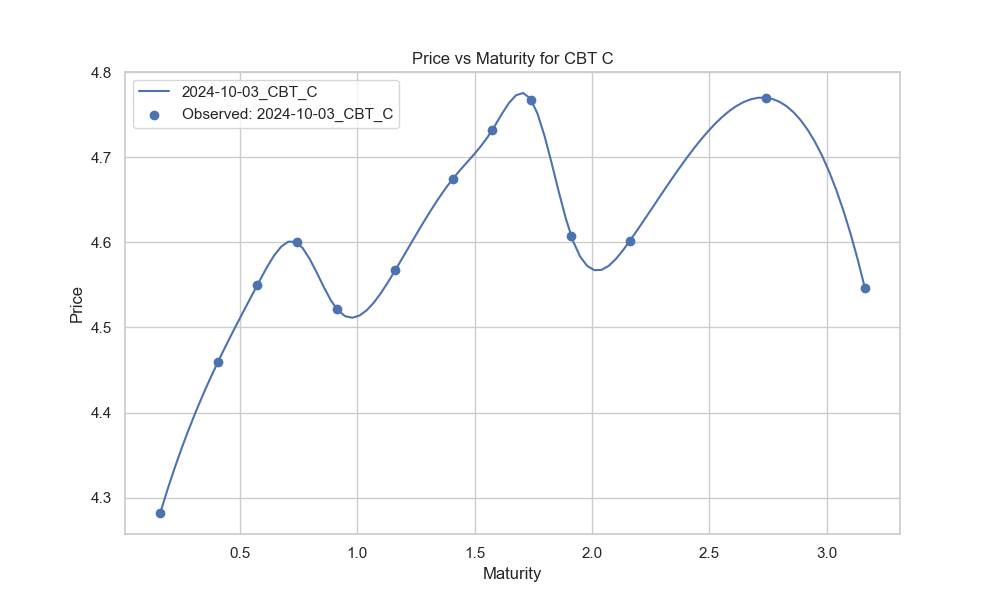 Price vs Maturity for CBT C
2024-10-03_CBT_C
Observed: 2024-10-03_CBT_C
Price
4.8
4.7
4.6
4.5
4.4
4.3
0.5 1.0 1.5 2.0 2.5 3.0
Maturity